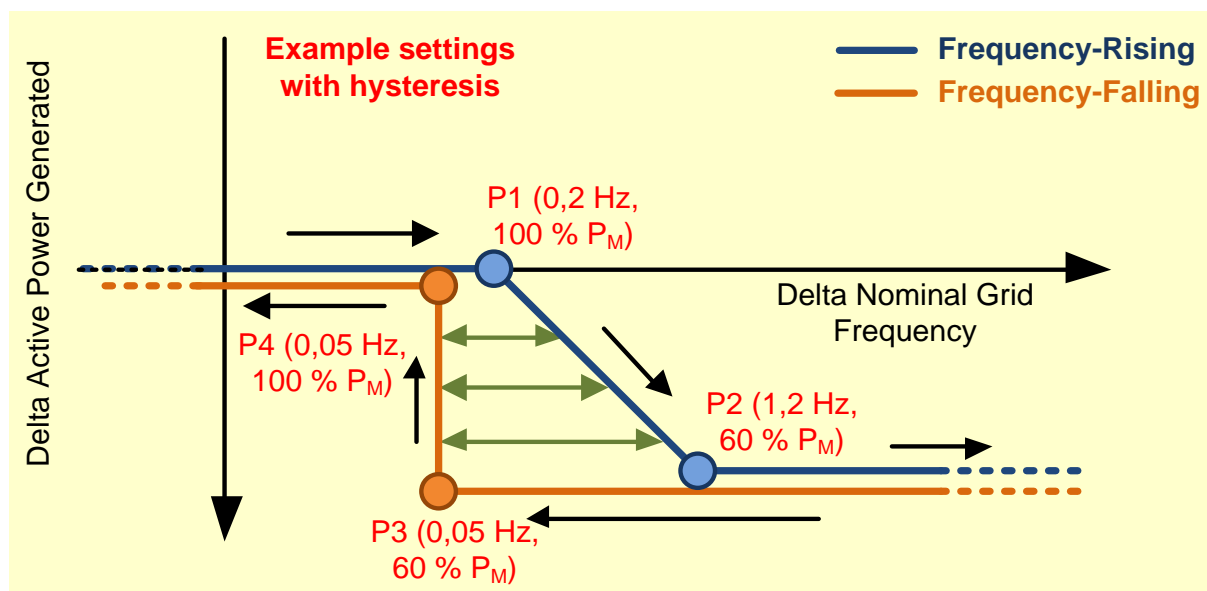 Example settings
with hysteresis
Frequency-Rising
Frequency-Falling
Delta Active Power Generated
P1 (0,2 Hz,
100 % PM)
Delta Nominal Grid
Frequency
P4 (0,05 Hz,
100 % PM)
P2 (1,2 Hz,
60 % PM)
P3 (0,05 Hz,
60 % PM)